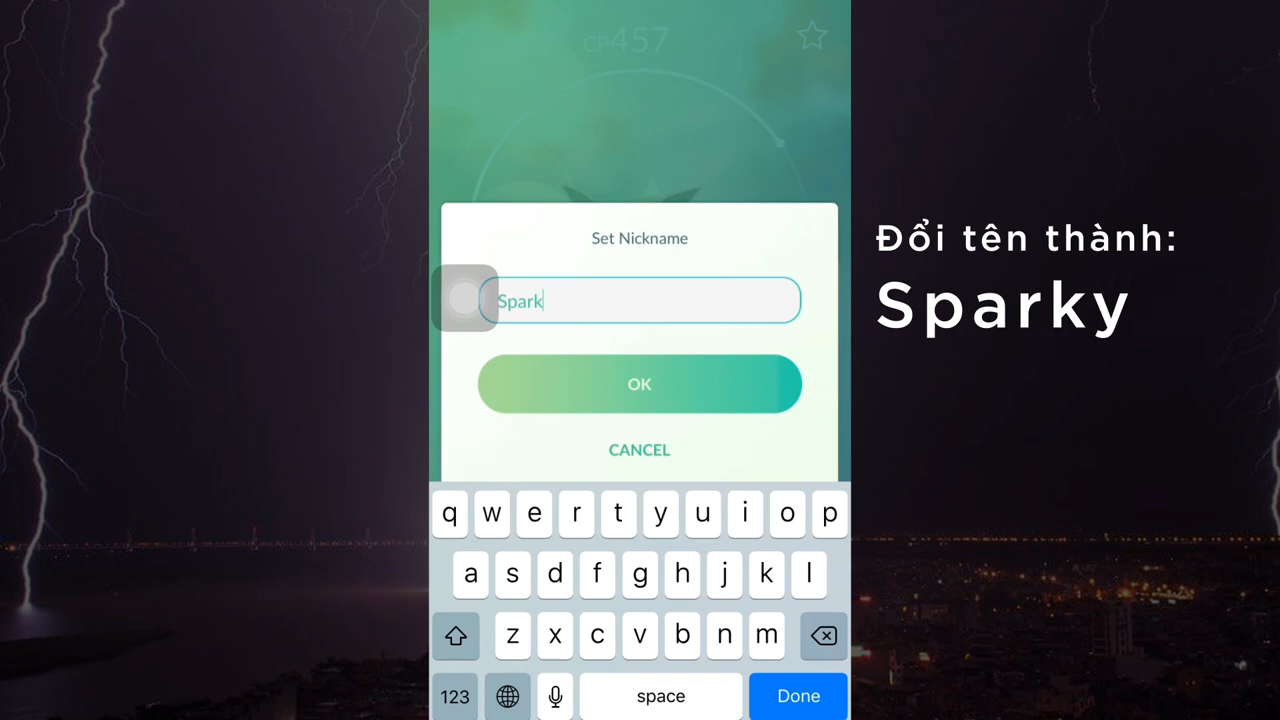 CP457
Set Nickname
Spark
OK
CANCEL
Đổi tên thành:
Sparky
q w e r t y u i o p
a s d f g h j k l
z x c v b n m
123 space Done